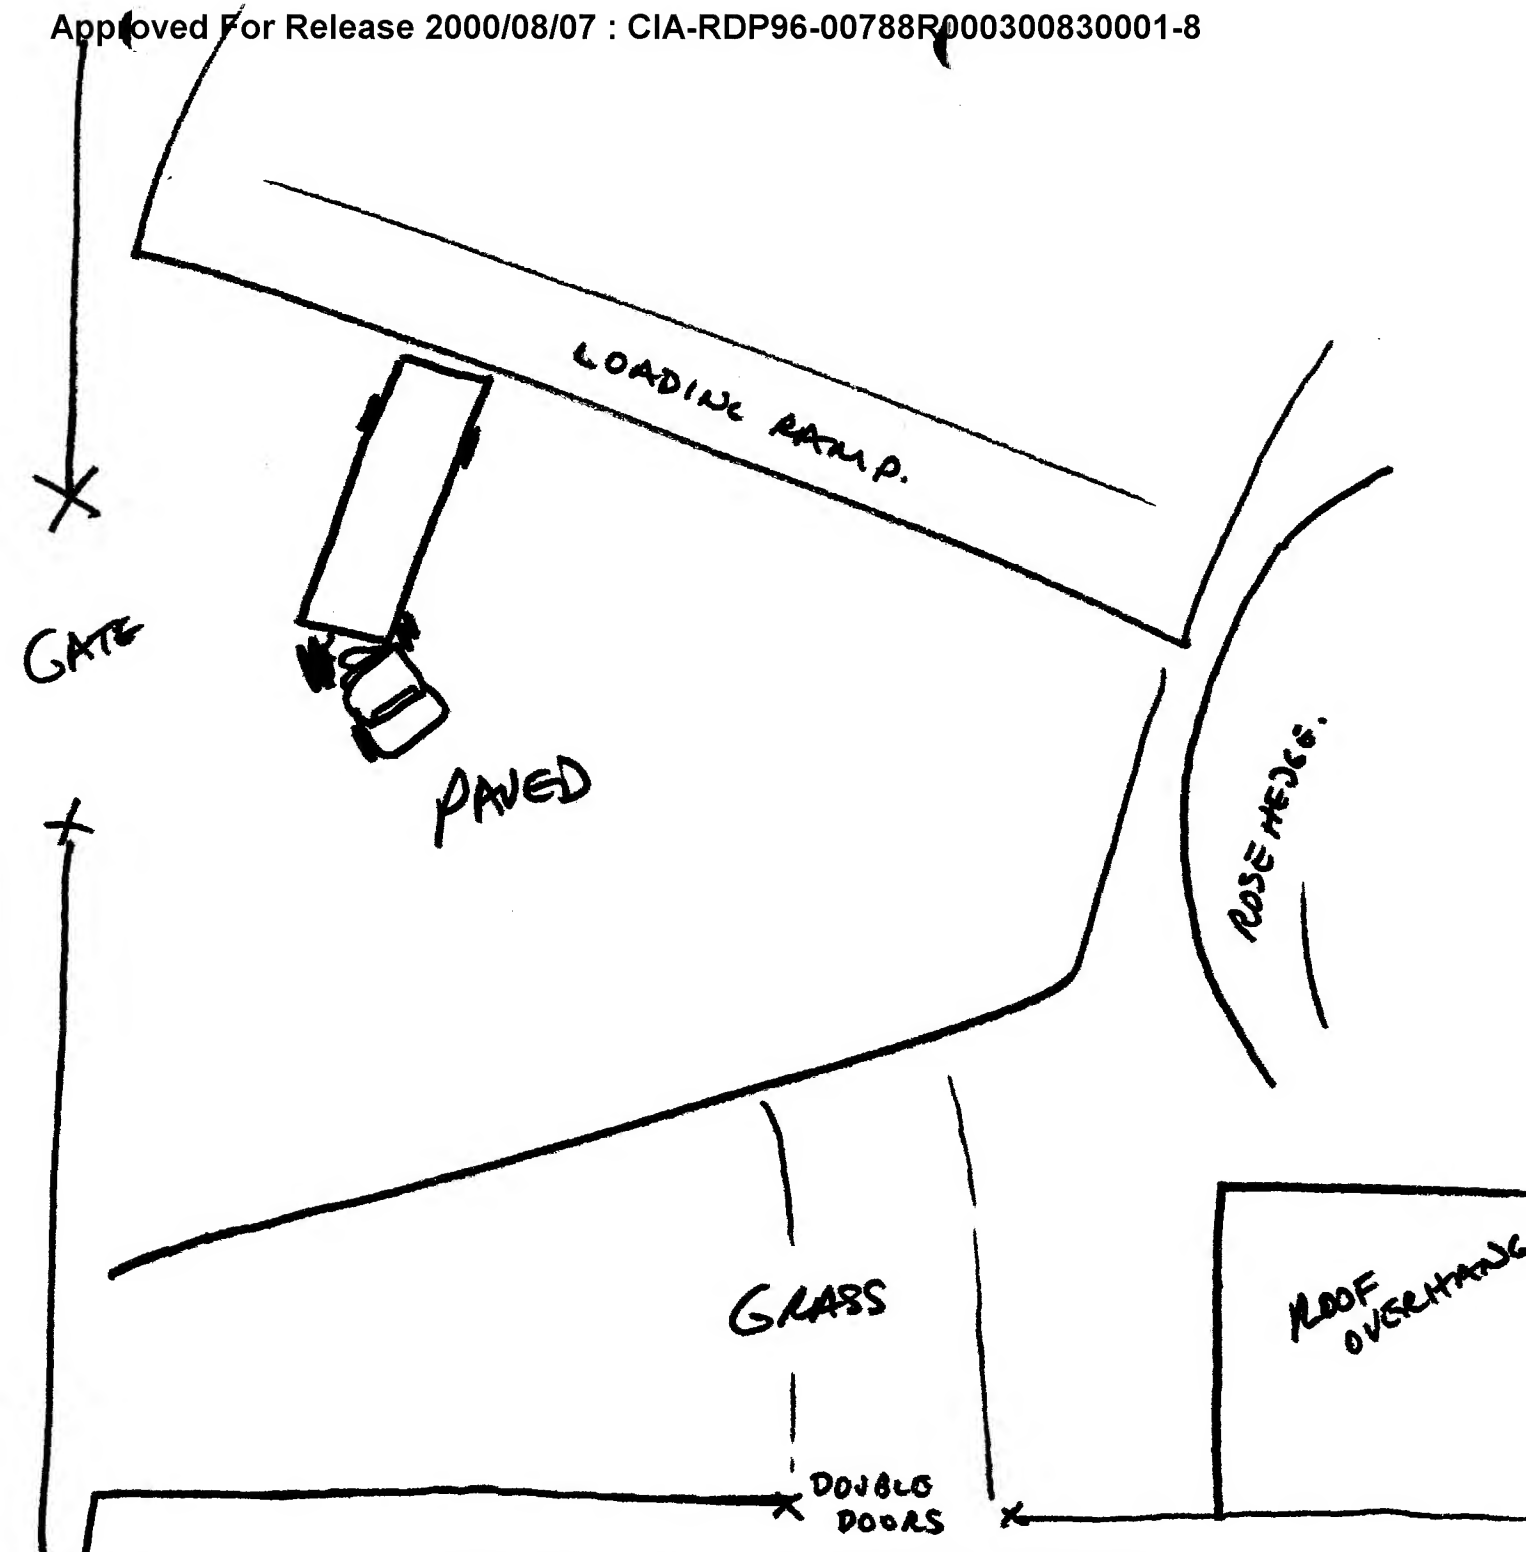 Approved For Release 2000/08/07 : CIA-RDP96-00788R000300830001-8
LOADING RAMP.
GATE
PAVED
ROSE HEDGE.
GRASS
ROOF
OVERHANG
DOUBLE
DOORS